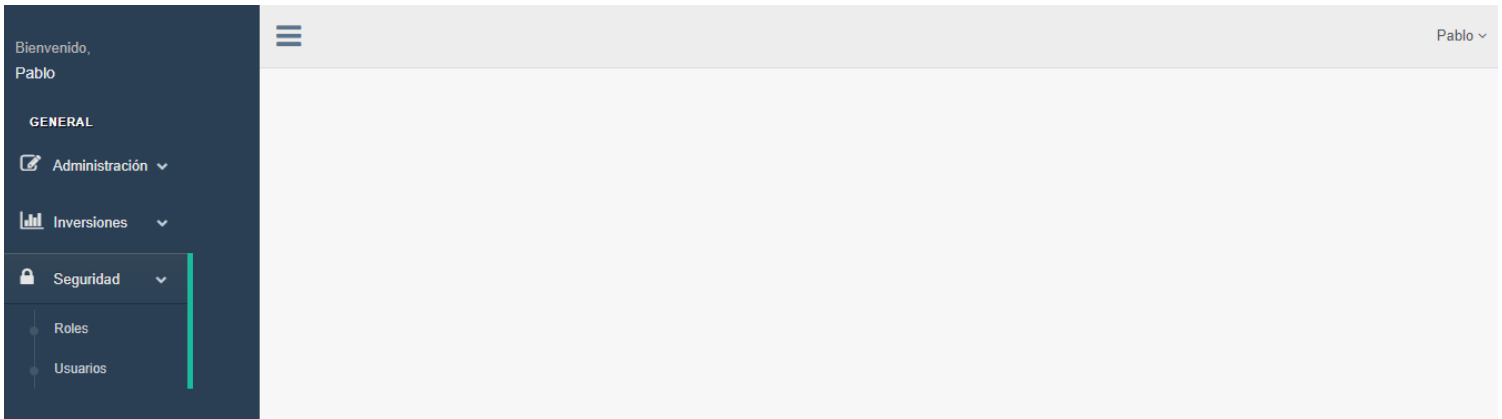 Bienvenido,
Pablo
Pablo
GENERAL
Administración
Inversiones
Seguridad
Roles
Usuarios